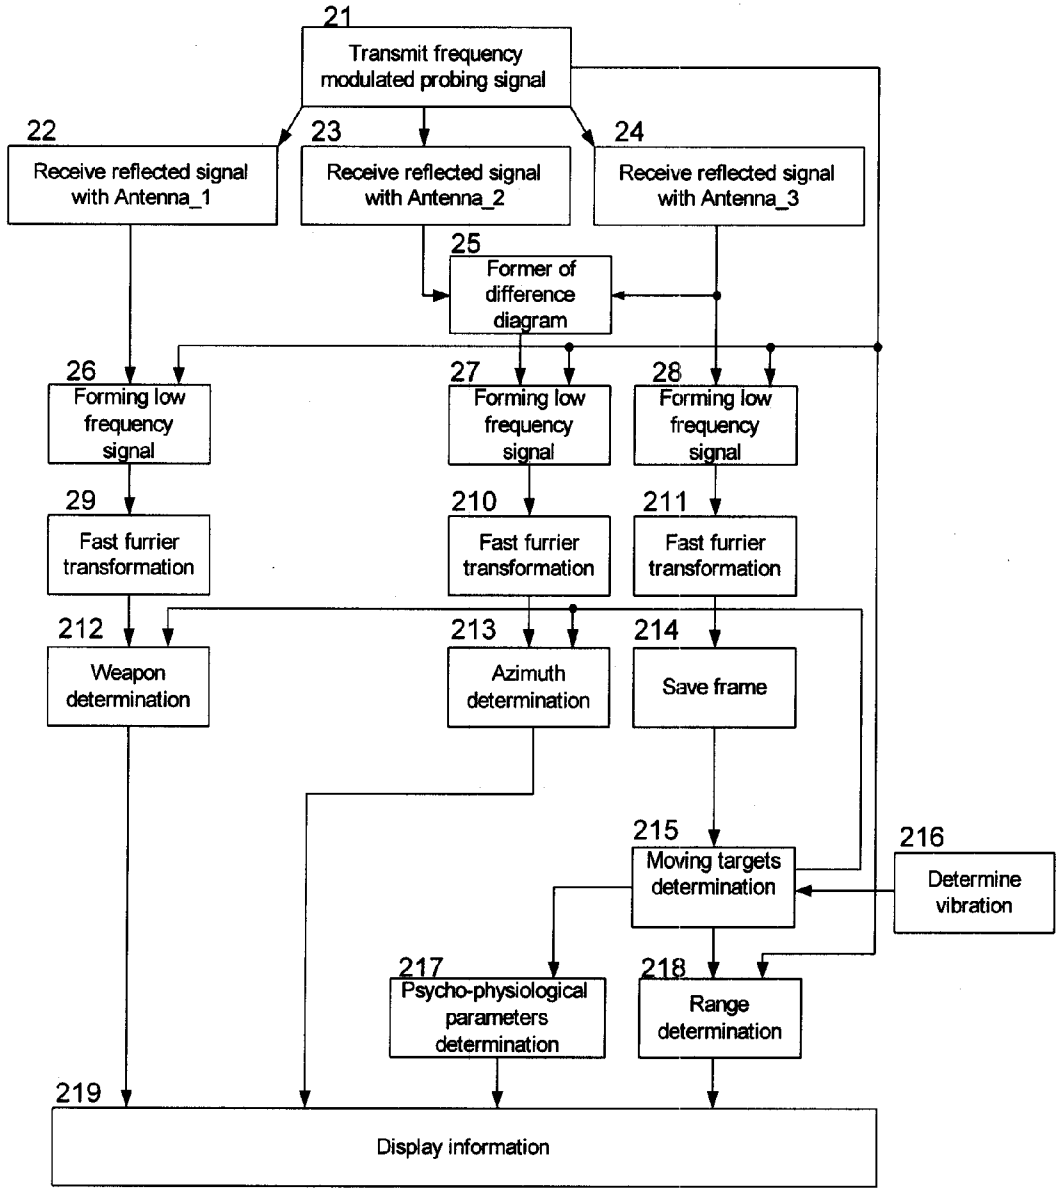 21
Transmit frequency
modulated probing signal
22
Receive reflected signal
with Antenna_1
23
Receive reflected signal
with Antenna_2
24
Receive reflected signal
with Antenna_3
25
Former of
difference
diagram
26
Forming low
frequency
signal
27
Forming low
frequency
signal
28
Forming low
frequency
signal
29
Fast furrier
transformation
210
Fast furrier
transformation
211
Fast furrier
transformation
212
Weapon
determination
213
Azimuth
determination
214
Save frame
215
Moving targets
determination
216
Determine
vibration
217
Psycho-physiological
parameters
determination
218
Range
determination
219
Display information